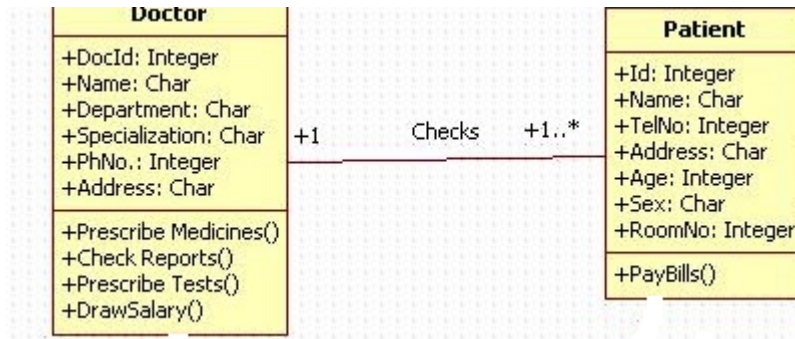 Doctor
+DocId: Integer
+Name: Char
+Department: Char
+Specialization: Char
+PhNo.: Integer
+Address: Char
+Prescribe Medicines()
+Check Reports()
+Prescribe Tests()
+DrawSalary()
+1
Checks
+1..*
Patient
+Id: Integer
+Name: Char
+TelNo: Integer
+Address: Char
+Age: Integer
+Sex: Char
+RoomNo: Integer
+PayBills()